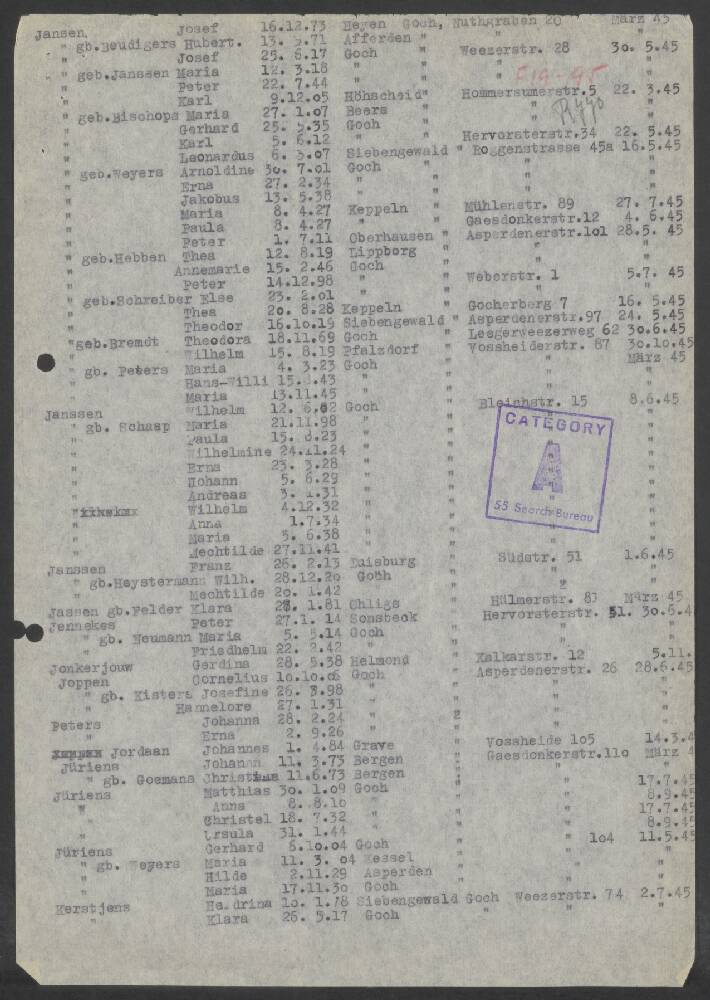 Jansen, Josef 16.12.73 Hegen Goch, Nuthgraben 20 März 45
" gb.Beudigers Hubert. 13. 5.71 Afferden " " "
" Josef 25. 6.17 Goch " Weezerstr. 28 30. 5.45
" geb.Janssen Maria 12. 3.18 " " " "
" Peter 22. 7.44 " " " "
" Karl 9.12.05 Höhscheid" Hommersumerstr.5 22. 3.45
" geb.Bischops Maria 27. 1.07 Beers " " "
" Gerhard 25. 5.35 Goch " " "
" Karl 5. 6.12 " " Hervorsterstr.34 22. 5.45
" Leonardus 6. 3.07 Siebengewald " Roggenstrasse 45a 16.5.45
" geb.Weyers Arnoldine 30. 7.01 Goch " " "
" Erna 27. 2.34 " " " "
" Jakobus 13. 5.38 " " " "
" Maria 8. 4.27 Keppeln " Mühlenstr. 89 27. 7.45
" Paula 8. 4.27 " " Gaesdonkerstr.12 4. 6.45
" Peter 1. 7.11 Oberhausen " Asperdenerstr.101 28.5. 45
" geb.Hebben Thea 12. 8.19 Lippborg " " "
" Annemarie 15. 2.46 Goch " " "
" Peter 14.12.98 " " Weberstr. 1 5.7. 45
" geb.Schreiber Else 23. 2.01 " " " "
" Thea 20. 8.28 Keppeln " Gocherberg 7 16. 5.45
" Theodor 16.10.19 Siebengewald " Asperdenerstr.97 24. 5.45
"geb.Bremdt Theodora 18.11.69 Goch " Leegerweezerweg 62 30.6.45
" Wilhelm 15. 8.19 Pfalzdorf " Vossheiderstr. 87 30.10.45
" gb. Peters Maria 4. 3.23 Goch " " März 45
" Hans-Willi 15. .43 " " " "
" Maria 13.11.45 " " " "
Janssen Wilhelm 12. 6.02 Goch " Bleichstr. 15 8.6.45
" gb. Schaap Maria 21.11.98 " " "
" Paula 15. .23 " " "
" Wilhelmine 24.11.24 " " "
" Erna 23. 3.28 " " "
" Johann 5. 6.29 " " "
" Andreas 3. 1.31 " " "
" Wilhelm 4.12.32 " " "
" Anna 1.7.34 " " "
" Maria 3. 6.38 " " " "
" Mechtilde 27.11.41 " " " "
Janssen Franz 26. 2.13 Duisburg " Südstr. 51 1.6.45
" gb.Heystermann Wilh. 28.12.20 Goch " " "
" Mechtilde 20. 1.42 " " " "
Jassen gb.Felder Klara 28. 1.81 Ohligs " Hülmerstr. 83 März 45
Jennekes Peter 27.1. 14 Sonsbeck " Hervorsterstr. 51. 30.6.4
" gb. Neumann Maria 5. 5.14 Goch " " "
" Friedhelm 22. 2.42 " " " "
Jonkerjouw Gerdina 28. 5.38 Helmond " Kalkarstr. 12 5.11.
Joppen Cornelius 10.10.06 Goch " Asperdenerstr. 26 28.6.45
" gb. Kisters Josefine 26. 3.98 " " " "
" Hannelore 27. 1.31 " " " "
Peters Johanna 28. 2.24 " " " "
" Erna 2. 9.26 " " " "
Jordaan Johannes 1. 4.84 Grave " Vossheide 105 14.3.4
Jüriens Johanna 11. 3.73 Bergen " Gaesdonkerstr.110 März 4
" gb. Goemans Christina 11.6.73 Bergen " " "
Jüriens Matthias 30. 1.09 Goch " " 17.7.45
" Anna 8. .8.10 " " " 8.9.45
" Christel 18. 7.32 " " " 17.7.45
" Ursula 31. 1.44 " " " 8.9.45
Jüriens Gerhard 6.10.04 Goch " " 104 11.5.45
" gb. Weyers Maria 11. 3. 04 Kessel " " "
" Hilde 2.11.29 Asperden " " "
" Maria 17.11.30 Goch " " "
Kerstjens Hendrina 10. 1.78 Siebengewald Goch Weezerstr. 74 2.7.45
" Klara 26. 5.17 Goch " " "
CATEGORY
A
SS Search Bureau